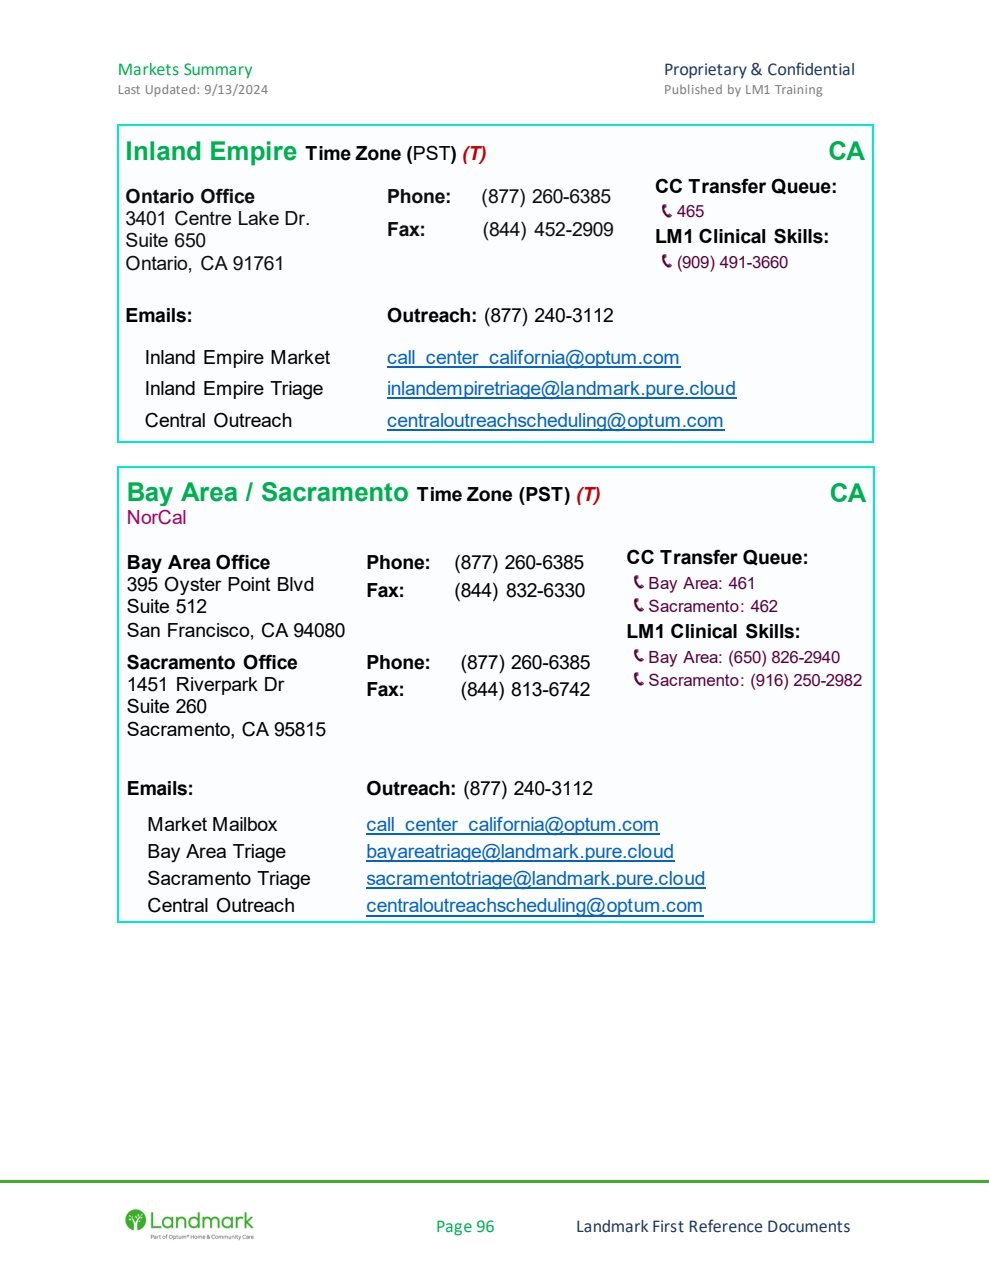 Markets Summary
Proprietary & Confidential
Last Updated: 9/13/2024
Published by LM1 Training
Inland Empire Time Zone (PST) (T)
CA
Ontario Office
3401 Centre Lake Dr.
Suite 650
Ontario, CA 91761
Phone: (877) 260-6385
Fax: (844) 452-2909
CC Transfer Queue:
465
LM1 Clinical Skills:
(909) 491-3660
Emails:
Outreach: (877) 240-3112
Inland Empire Market call_center_california@optum.com
Inland Empire Triage inlandempiretriage@landmark.pure.cloud
Central Outreach centraloutreachscheduling@optum.com
Bay Area / Sacramento Time Zone (PST) (T)
CA
NorCal
Bay Area Office
395 Oyster Point Blvd
Suite 512
San Francisco, CA 94080
Phone: (877) 260-6385
Fax: (844) 832-6330
Sacramento Office
1451 Riverpark Dr
Suite 260
Sacramento, CA 95815
Phone: (877) 260-6385
Fax: (844) 813-6742
CC Transfer Queue:
Bay Area: 461
Sacramento: 462
LM1 Clinical Skills:
Bay Area: (650) 826-2940
Sacramento: (916) 250-2982
Emails:
Outreach: (877) 240-3112
Market Mailbox call_center_california@optum.com
Bay Area Triage bayareatriage@landmark.pure.cloud
Sacramento Triage sacramentotriage@landmark.pure.cloud
Central Outreach centraloutreachscheduling@optum.com
Landmark
Part of Optum® Home & Community Care
Page 96
Landmark First Reference Documents